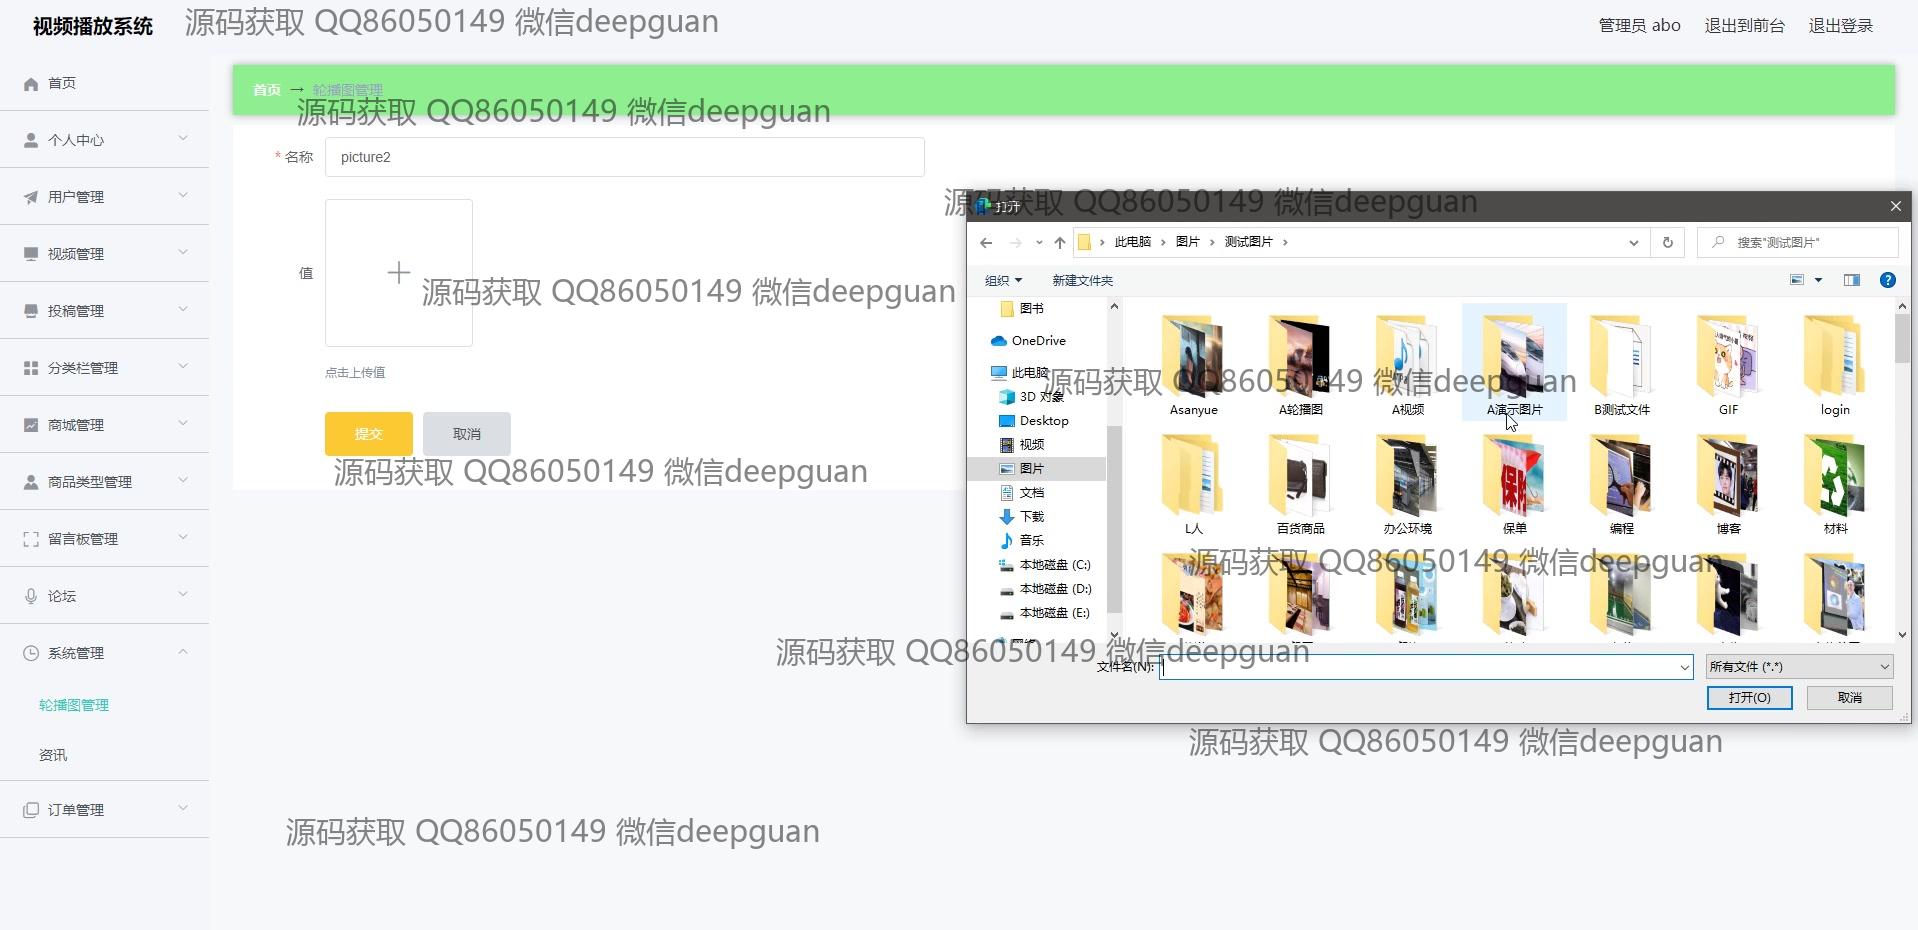 视频播放系统
源码获取 QQ86050149 微信deepguan
管理员 abo 退出到前台 退出登录
首页
个人中心
用户管理
视频管理
投稿管理
分类栏管理
商城管理
商品类型管理
留言板管理
论坛
系统管理
轮播图管理
资讯
订单管理
首页 → 轮播图管理
源码获取 QQ86050149 微信deepguan
* 名称 picture2
值
源码获取 QQ86050149 微信deepguan
点击上传值
提交 取消
源码获取 QQ86050149 微信deepguan
源码获取 QQ86050149 微信deepguan
打开
此电脑 图片 测试图片
搜索"测试图片"
组织 新建文件夹
图书
OneDrive
此电脑
3D 对象
Desktop
视频
图片
文档
下载
音乐
本地磁盘 (C:)
本地磁盘 (D:)
本地磁盘 (E:)
源码获取 QQ86050149 微信deepguan
Asanyue A轮播图 A视频 A演示图片 B测试文件 GIF login
L人 百货商品 办公环境 保单 编程 博客 材料
源码获取 QQ86050149 微信deepguan
源码获取 QQ86050149 微信deepguan
文件名(N): 所有文件 (*.*)
打开(O) 取消
源码获取 QQ86050149 微信deepguan
源码获取 QQ86050149 微信deepguan